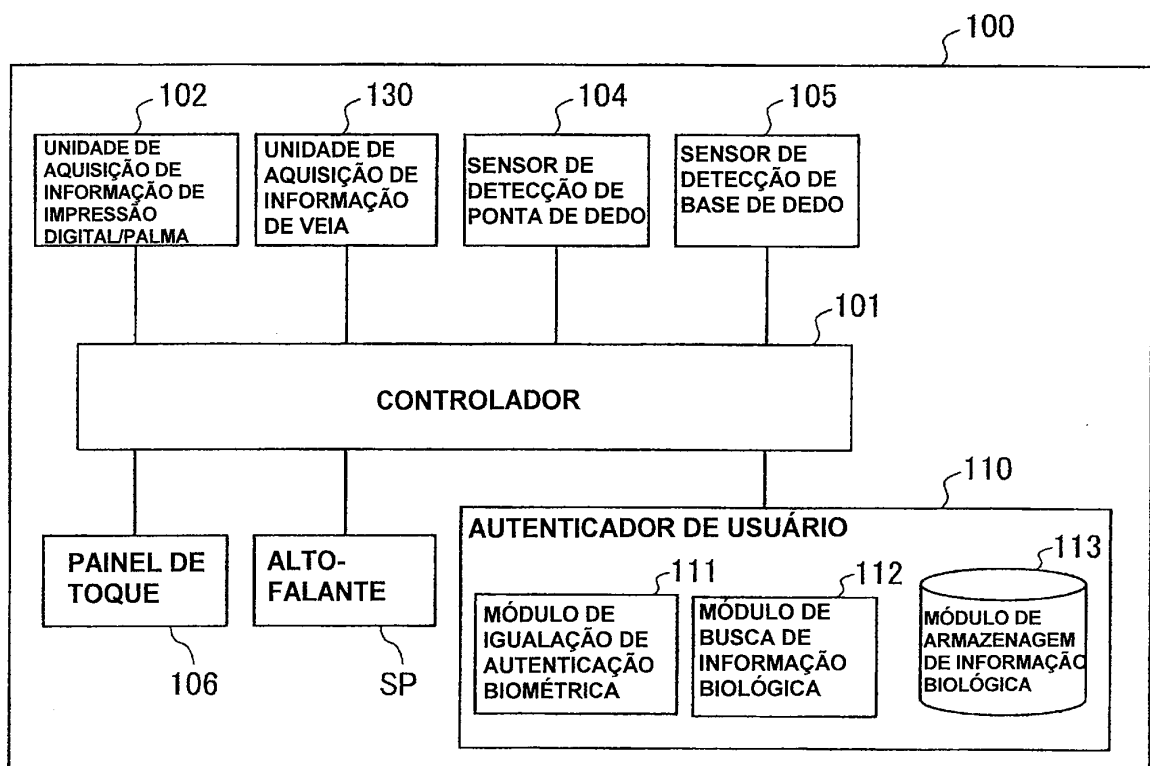 100
102
130
104
105
UNIDADE DE
AQUISIÇÃO DE
INFORMAÇÃO DE
IMPRESSÃO
DIGITAL/PALMA
UNIDADE DE
AQUISIÇÃO DE
INFORMAÇÃO
DE VEIA
SENSOR DE
DETECÇÃO DE
PONTA DE DEDO
SENSOR DE
DETECÇÃO DE
BASE DE DEDO
101
CONTROLADOR
110
PAINEL DE
TOQUE
106
ALTO-
FALANTE
SP
AUTENTICADOR DE USUÁRIO
111
112
113
MÓDULO DE
IGUALAÇÃO DE
AUTENTICAÇÃO
BIOMÉTRICA
MÓDULO DE
BUSCA DE
INFORMAÇÃO
BIOLÓGICA
MÓDULO DE
ARMAZENAGEM
DE INFORMAÇÃO
BIOLÓGICA